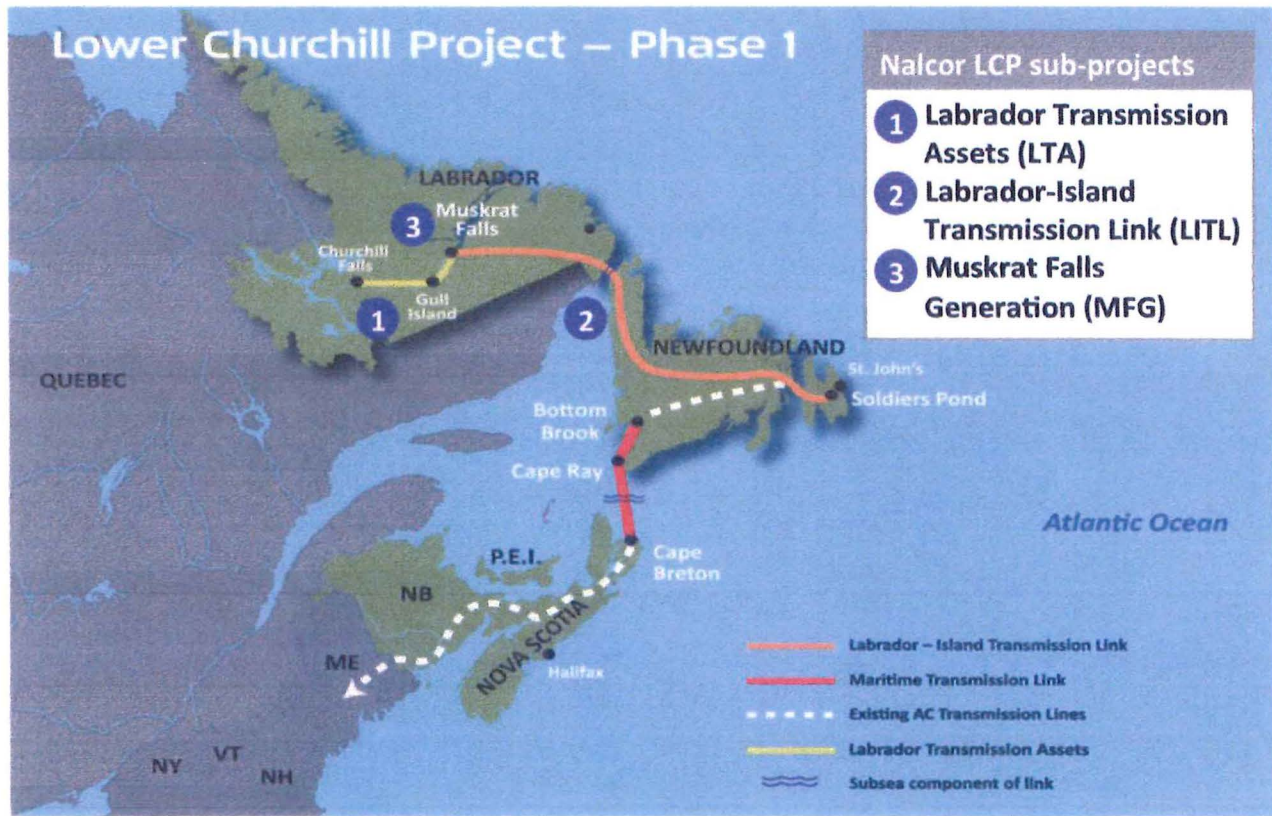 Lower Churchill Project – Phase 1
Nalcor LCP sub-projects
1 Labrador Transmission
Assets (LTA)
2 Labrador-Island
Transmission Link (LITL)
3 Muskrat Falls
Generation (MFG)
LABRADOR
3
Muskrat
Falls
Churchill
Falls
Gull
Island
1
2
QUEBEC
NEWFOUNDLAND
St. John's
Soldiers Pond
Bottom
Brook
Cape Ray
Atlantic Ocean
P.E.I.
Cape
Breton
NB
NOVA SCOTIA
ME
Halifax
NY
VT
NH
Labrador – Island Transmission Link
Maritime Transmission Link
Existing AC Transmission Lines
Labrador Transmission Assets
Subsea component of link